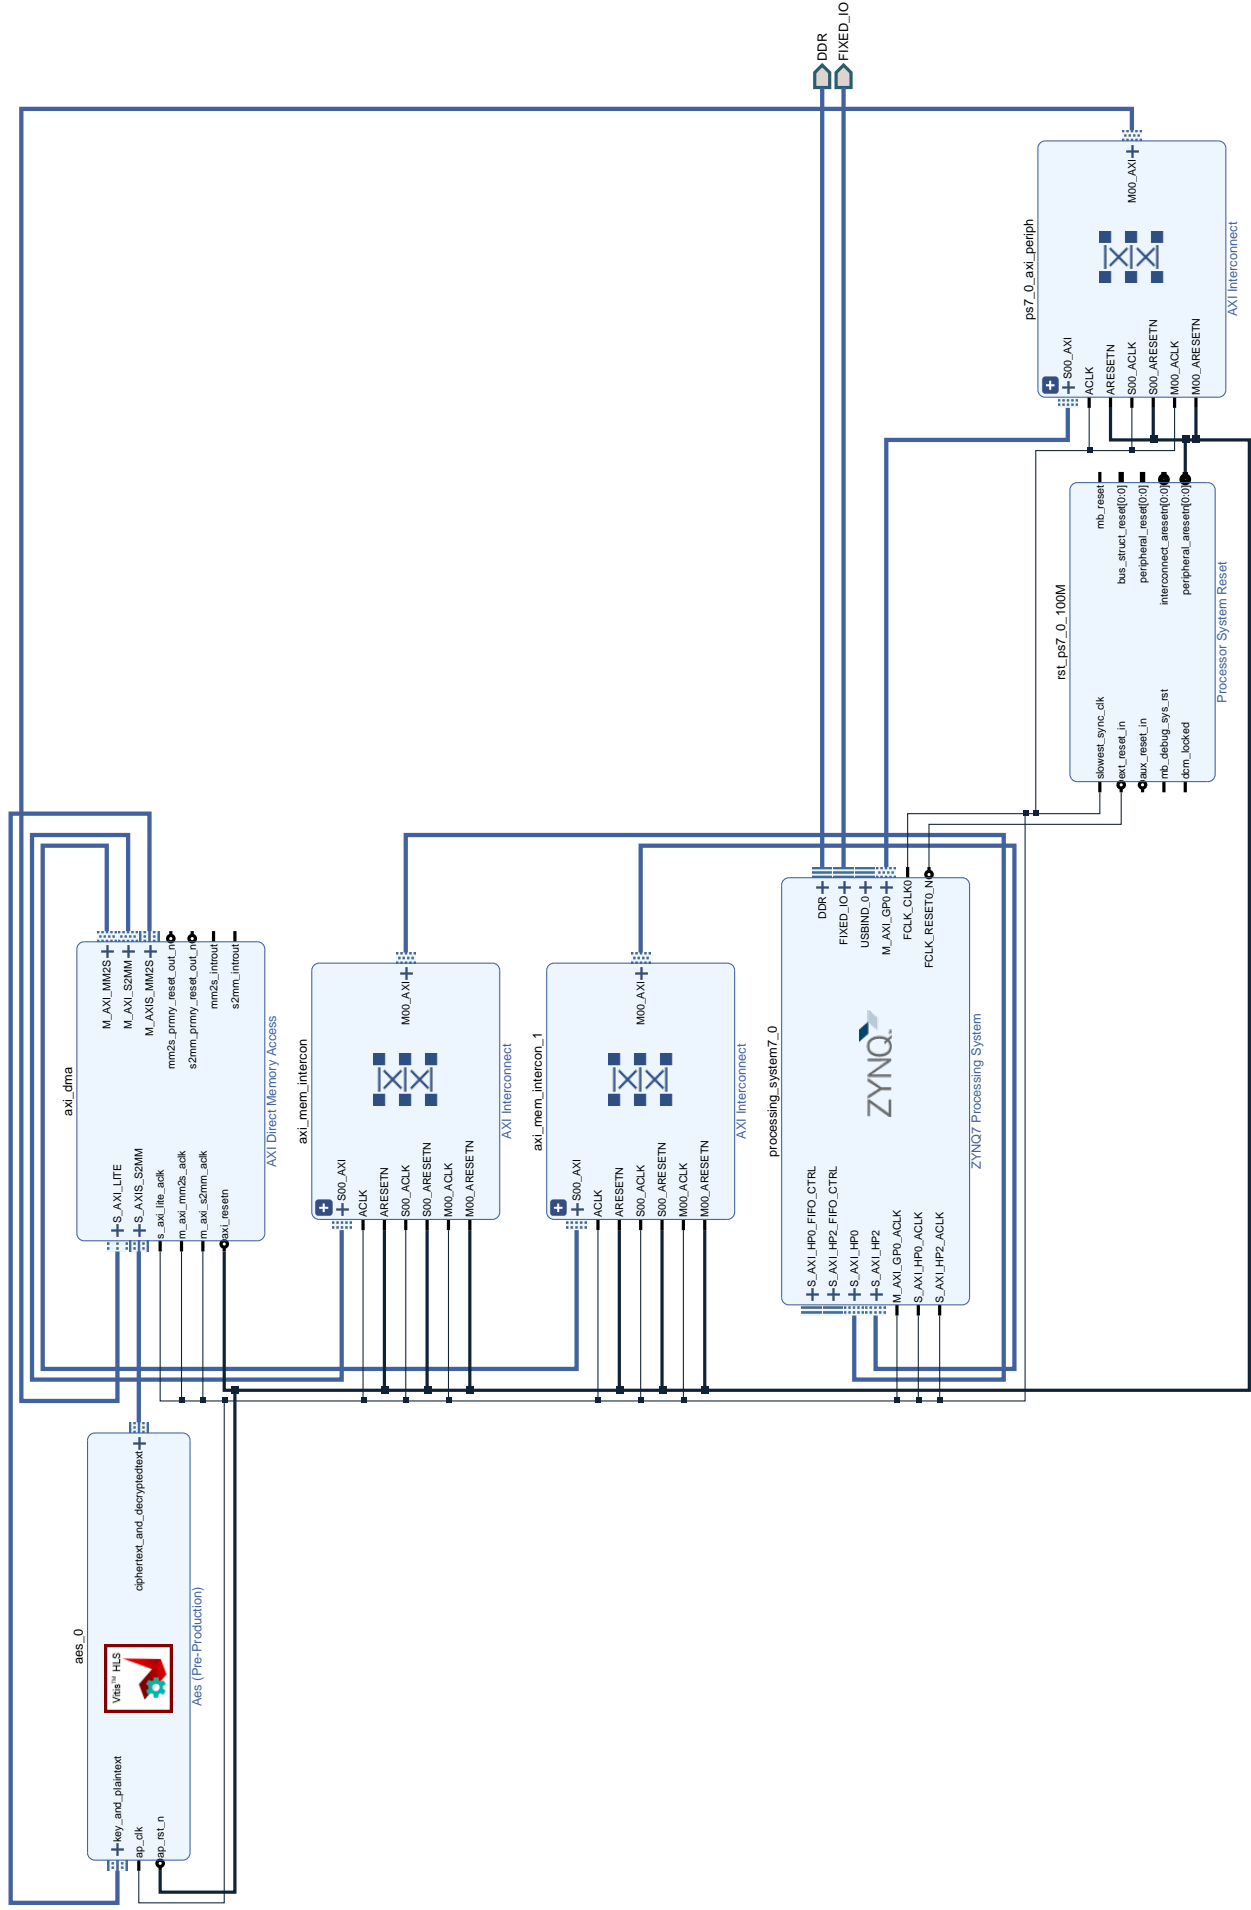 DDR
FIXED_IO
ps7_0_axi_periph
S00_AXI
ACLK
ARESETN
S00_ACLK
S00_ARESETN
M00_ACLK
M00_ARESETN
M00_AXI
AXI Interconnect
rst_ps7_0_100M
slowest_sync_clk
ext_reset_in
aux_reset_in
mb_debug_sys_rst
dcm_locked
mb_reset
bus_struct_reset[0:0]
peripheral_reset[0:0]
interconnect_aresetn[0:0]
peripheral_aresetn[0:0]
Processor System Reset
axi_dma
S_AXI_LITE
S_AXIS_S2MM
s_axi_lite_aclk
m_axi_mm2s_aclk
m_axi_s2mm_aclk
axi_resetn
M_AXI_MM2S
M_AXI_S2MM
M_AXIS_MM2S
mm2s_prmry_reset_out_n
s2mm_prmry_reset_out_n
mm2s_introut
s2mm_introut
AXI Direct Memory Access
axi_mem_intercon
S00_AXI
ACLK
ARESETN
S00_ACLK
S00_ARESETN
M00_ACLK
M00_ARESETN
M00_AXI
AXI Interconnect
axi_mem_intercon_1
S00_AXI
ACLK
ARESETN
S00_ACLK
S00_ARESETN
M00_ACLK
M00_ARESETN
M00_AXI
AXI Interconnect
processing_system7_0
S_AXI_HP0_FIFO_CTRL
S_AXI_HP2_FIFO_CTRL
S_AXI_HP0
S_AXI_HP2
M_AXI_GP0_ACLK
S_AXI_HP0_ACLK
S_AXI_HP2_ACLK
ZYNQ
DDR
FIXED_IO
USBIND_0
M_AXI_GP0
FCLK_CLK0
FCLK_RESET0_N
ZYNQ7 Processing System
aes_0
key_and_plaintext
ap_clk
ap_rst_n
Vitis™ HLS
ciphertext_and_decryptedtext
Aes (Pre-Production)